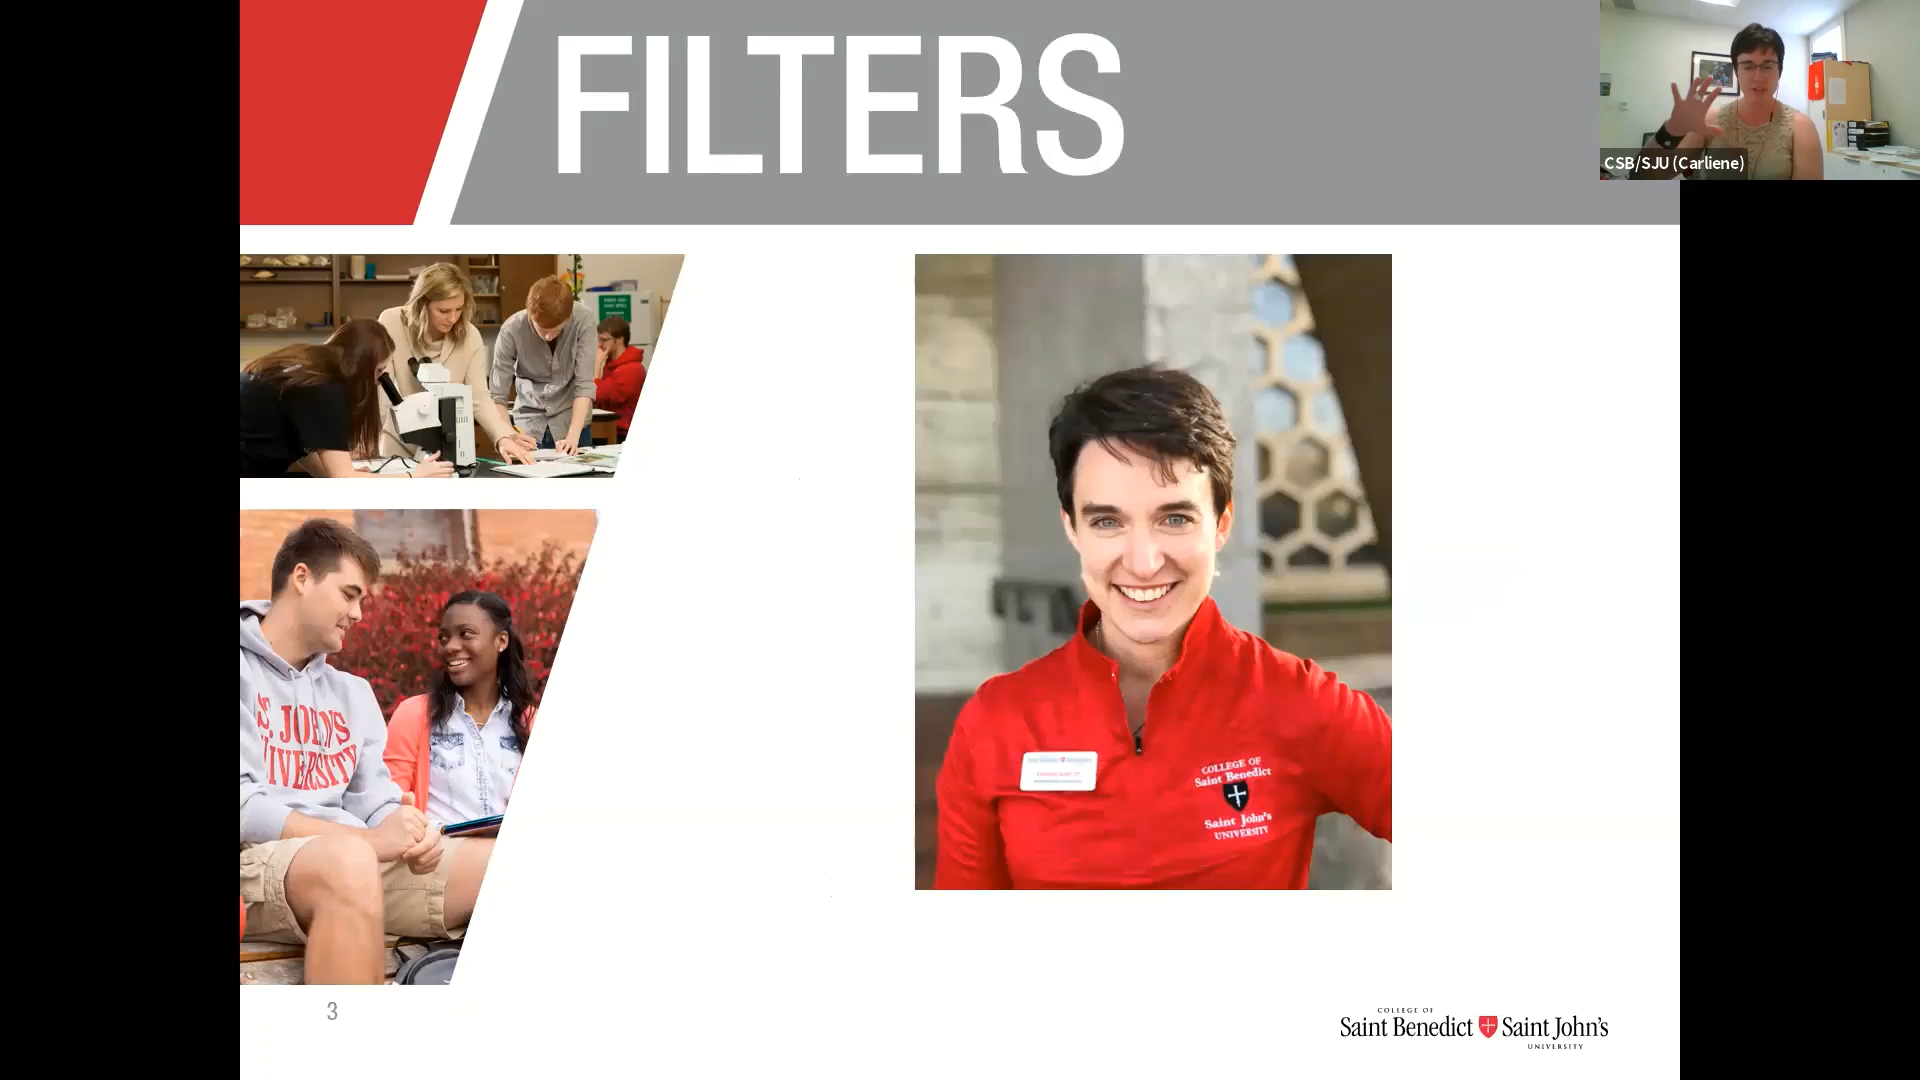 FILTERS
CSB/SJU (Carliene)
S. JOHN'S
UNIVERSITY
COLLEGE OF
Saint Benedict
Saint John's
UNIVERSITY
3
COLLEGE OF
Saint Benedict Saint John's
UNIVERSITY